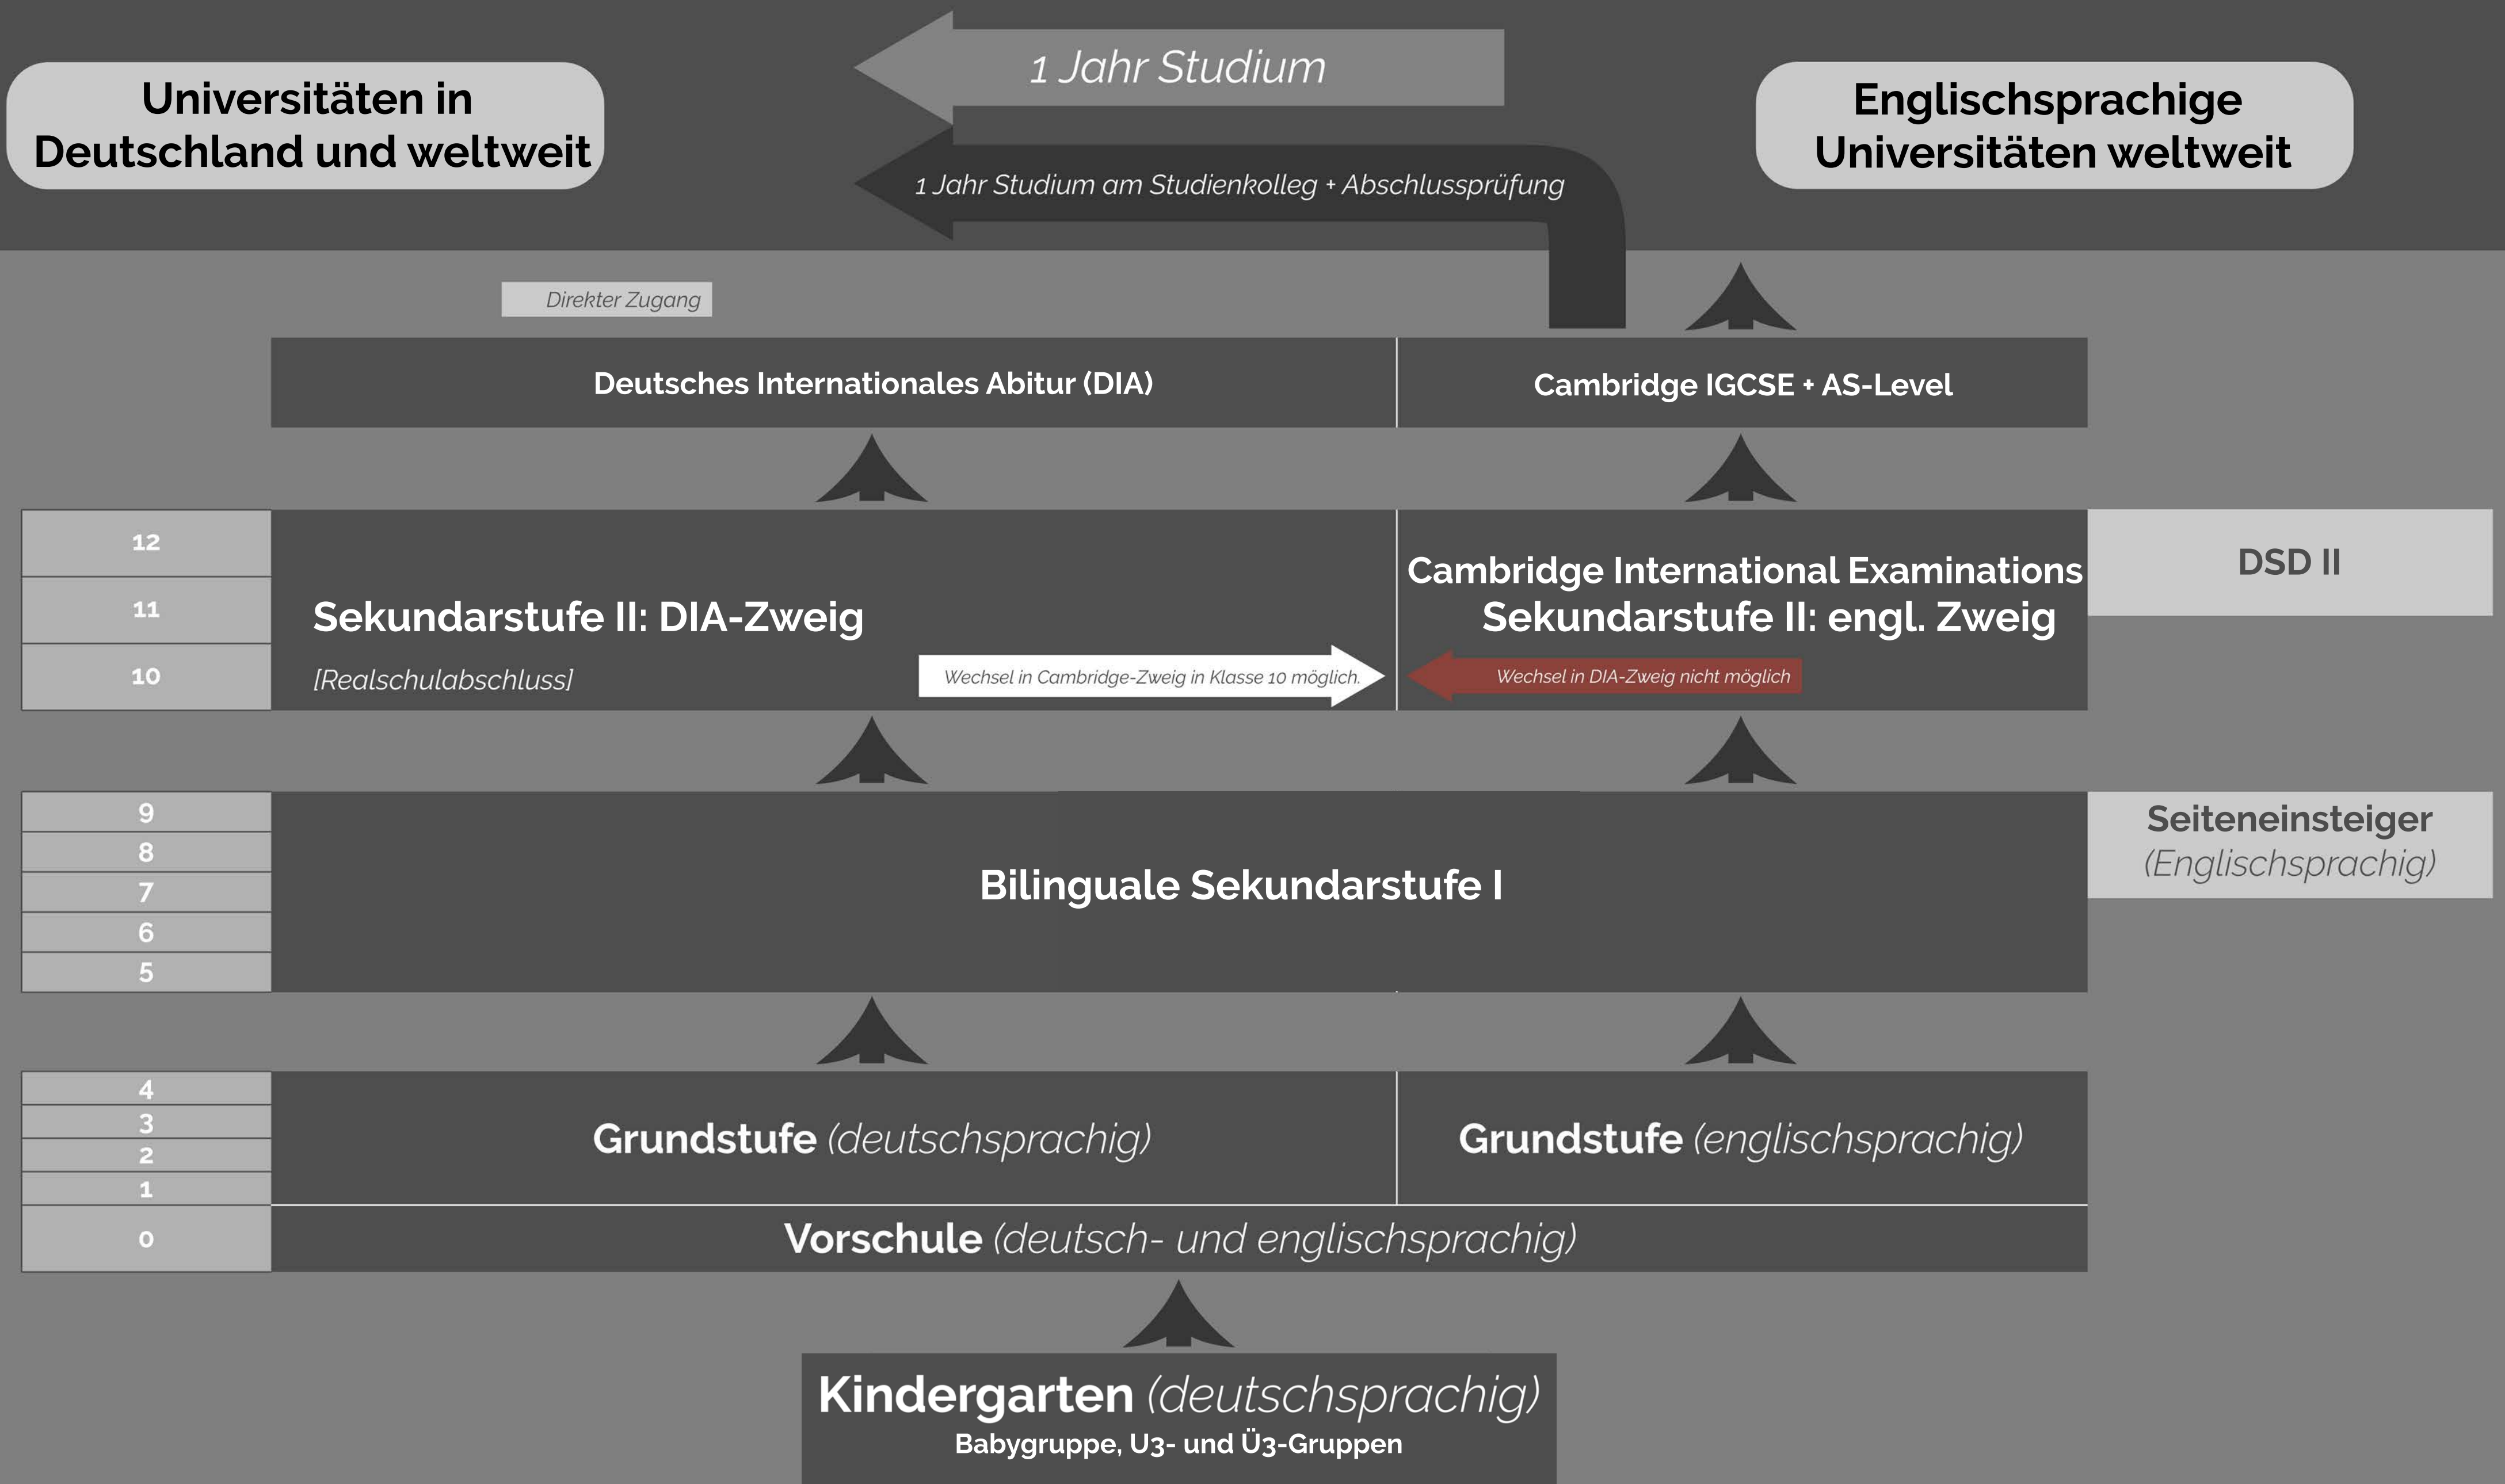 1 Jahr Studium
Universitäten in
Deutschland und weltweit
Englischsprachige
Universitäten weltweit
1 Jahr Studium am Studienkolleg + Abschlussprüfung
Direkter Zugang
Deutsches Internationales Abitur (DIA)
Cambridge IGCSE + AS-Level
12
11
10
Sekundarstufe II: DIA-Zweig
[Realschulabschluss]
Wechsel in Cambridge-Zweig in Klasse 10 möglich.
Cambridge International Examinations
Sekundarstufe II: engl. Zweig
Wechsel in DIA-Zweig nicht möglich
DSD II
9
8
7
6
5
Bilinguale Sekundarstufe I
Seiteneinsteiger
(Englischsprachig)
4
3
2
1
0
Grundstufe (deutschsprachig)
Grundstufe (englischsprachig)
Vorschule (deutsch- und englischsprachig)
Kindergarten (deutschsprachig)
Babygruppe, U3- und Ü3-Gruppen